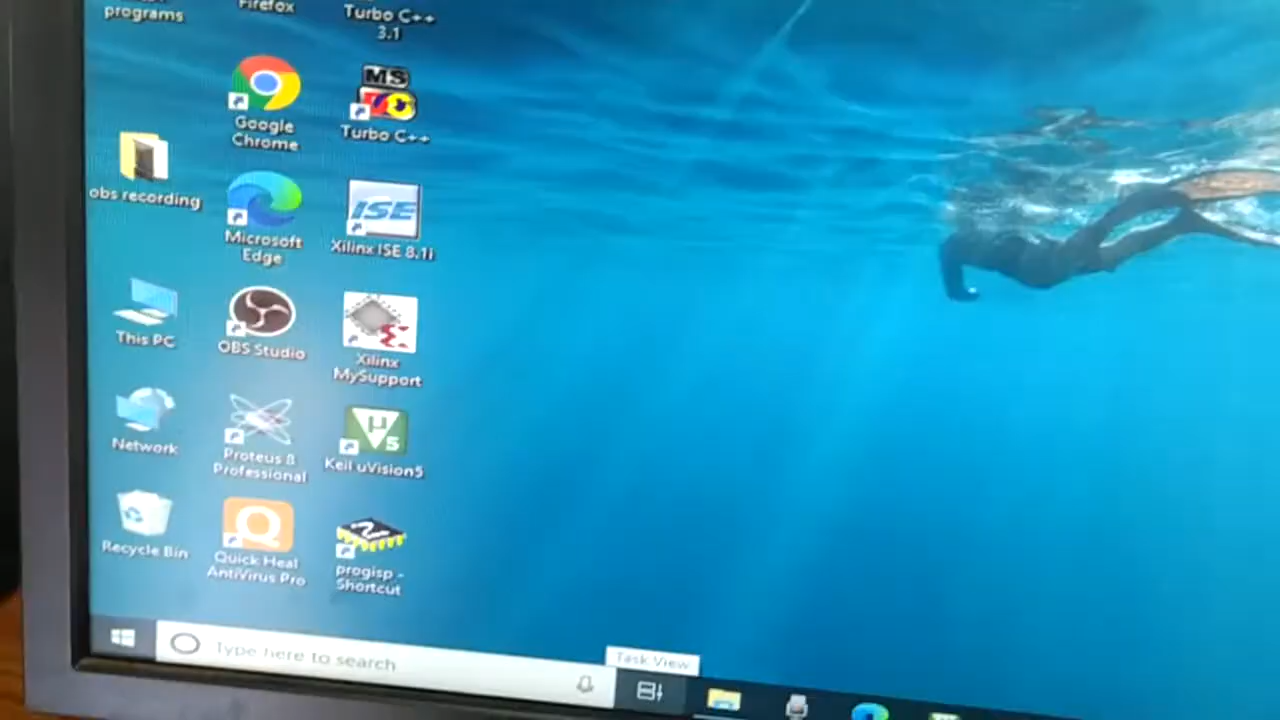 programs
obs recording
This PC
Network
Recycle Bin
Firefox
Google
Chrome
Microsoft
Edge
OBS Studio
Proteus 8
Professional
Quick Heal
AntiVirus Pro
Turbo C++
3.1
MS
Turbo C++
ISE
Xilinx ISE 8.1i
Xilinx
MySupport
µ
5
Keil uVision5
progisp -
Shortcut
Type here to search
Task View